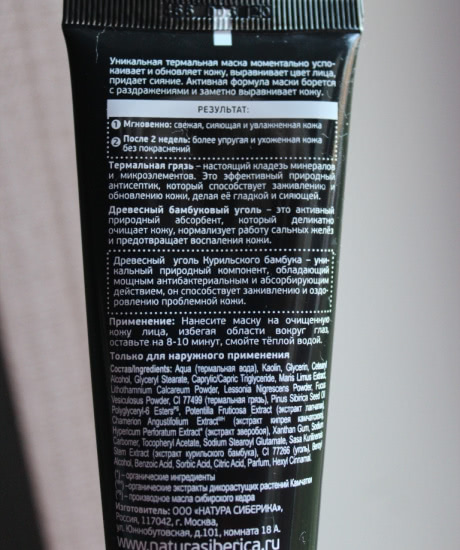 Уникальная термальная маска моментально успо-
каивает и обновляет кожу, выравнивает цвет лица,
придает сияние. Активная формула маски борется
с раздражениями и заметно выравнивает кожу.
РЕЗУЛЬТАТ:
1 Мгновенно: свежая, сияющая и увлажненная кожа
2 После 2 недель: более упругая и ухоженная кожа
без покраснений
Термальная грязь – настоящий кладезь минералов
и микроэлементов. Это эффективный природный
антисептик, который способствует заживлению и
обновлению кожи, делая её гладкой и сияющей.
Древесный бамбуковый уголь – это активный
природный абсорбент, который деликатно
очищает кожу, нормализует работу сальных желёз
и предотвращает воспаления кожи.
Древесный уголь Курильского бамбука – уни-
кальный природный компонент, обладающий
мощным антибактериальным и абсорбирующим
действием, он способствует заживлению и оздо-
ровлению проблемной кожи.
Применение: Нанесите маску на очищенную
кожу лица, избегая области вокруг глаз,
оставьте на 8-10 минут, смойте тёплой водой.
Только для наружного применения
Состав/Ingredients: Aqua (термальная вода), Kaolin, Glycerin, Cetearyl
Alcohol, Glyceryl Stearate, Caprylic/Capric Triglyceride, Maris Limus Extract,
Lithothamnium Calcareum Powder, Lessonia Nigrescens Powder, Fucus
Vesiculosus Powder, CI 77499 (термальная грязь), Pinus Sibirica Seed Oil
Polyglyceryl-6 Esters, Potentilla Fruticosa Extract (экстракт лапчатки),
Chamerion Angustifolium Extract (экстракт кипрея камчатского),
Hypericum Perforatum Extract* (экстракт зверобоя), Xanthan Gum, Sodium
Carbomer, Tocopheryl Acetate, Sodium Stearoyl Glutamate, Sasa Kurilensis
Stem Extract (экстракт курильского бамбука), CI 77266 (уголь), Benzyl
Alcohol, Benzoic Acid, Sorbic Acid, Citric Acid, Parfum, Hexyl Cinnamal.
(*) – органические ингредиенты
– органические экстракты дикорастущих растений Камчатки
– производное масла сибирского кедра
Изготовитель: ООО «НАТУРА СИБЕРИКА»,
Россия, 117042, г. Москва,
ул. Южнобутовская, д.101, комната 18 А.
www.naturasiberica.ru